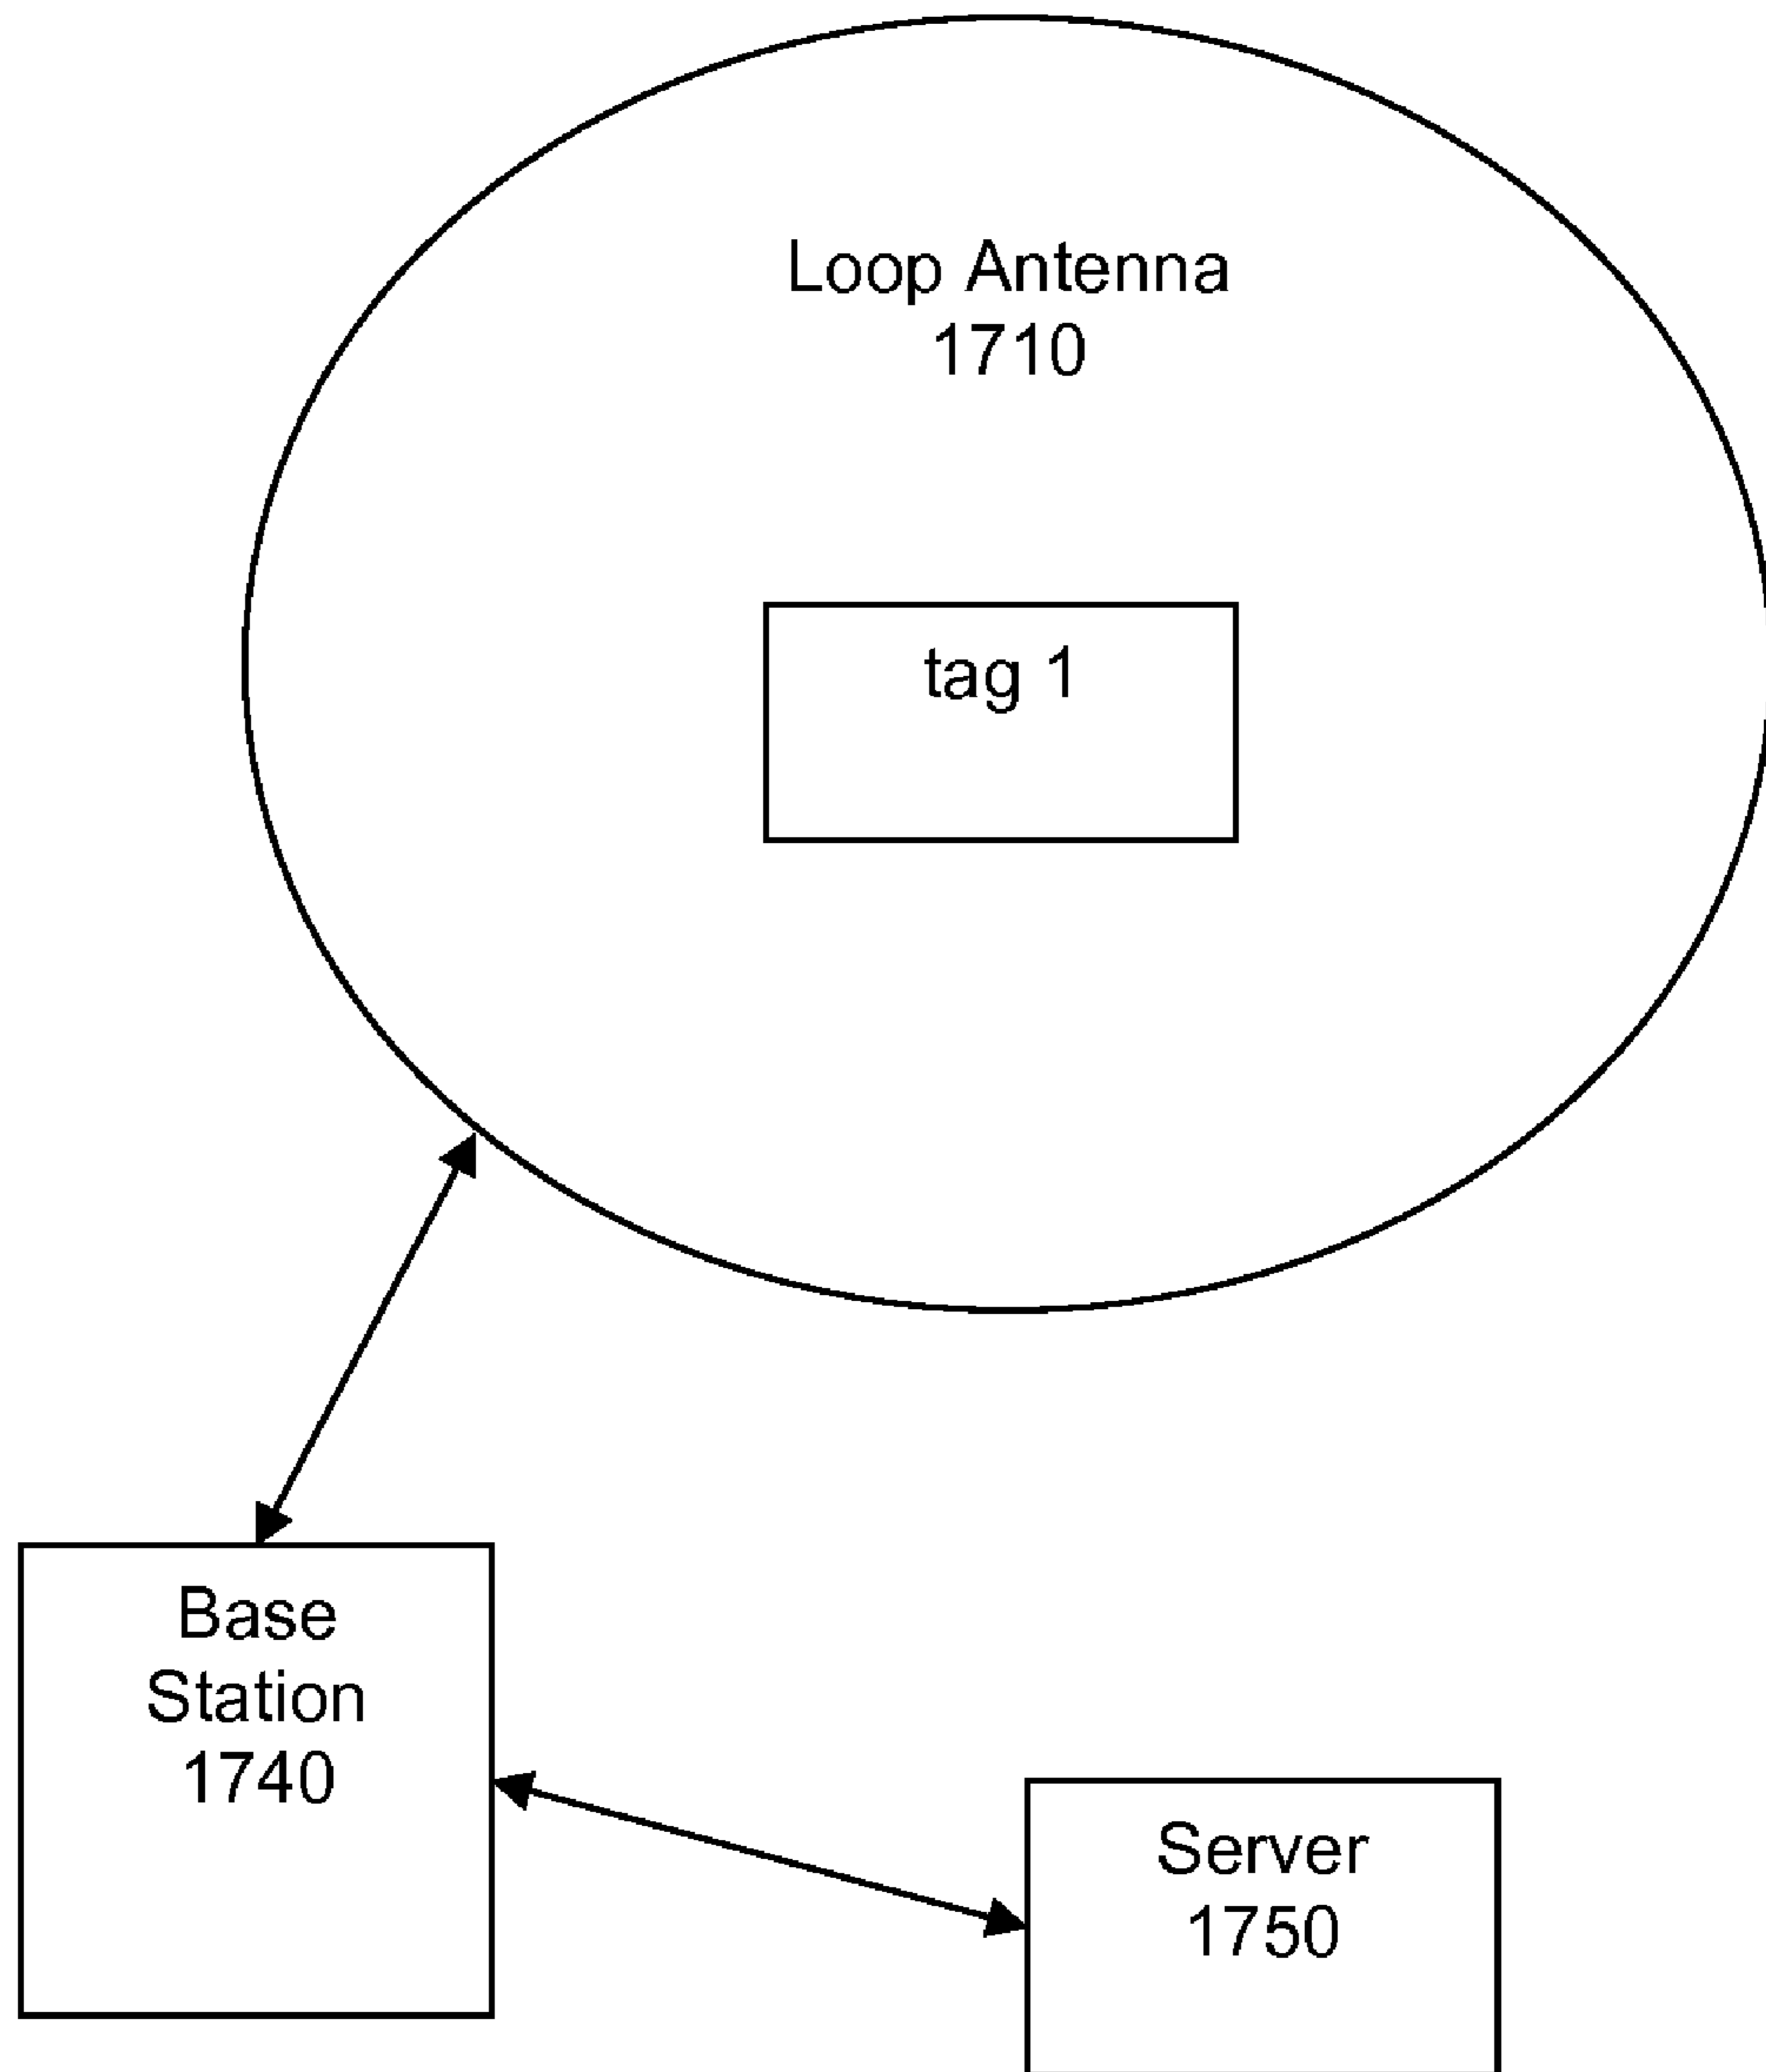 Loop Antenna
1710
tag 1
Base
Station
1740
Server
1750